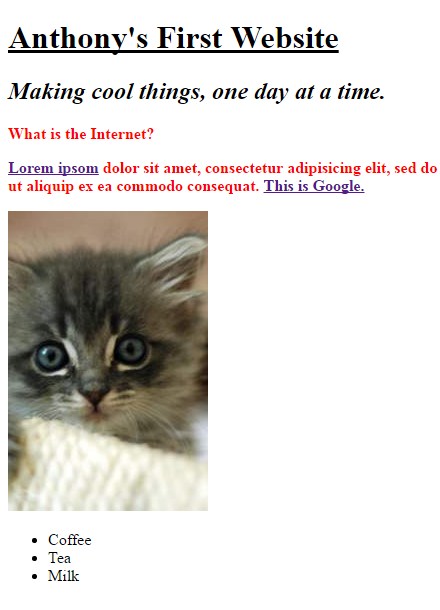 Anthony's First Website
Making cool things, one day at a time.
What is the Internet?
Lorem ipsom dolor sit amet, consectetur adipisicing elit, sed do
ut aliquip ex ea commodo consequat. This is Google.
Coffee
Tea
Milk